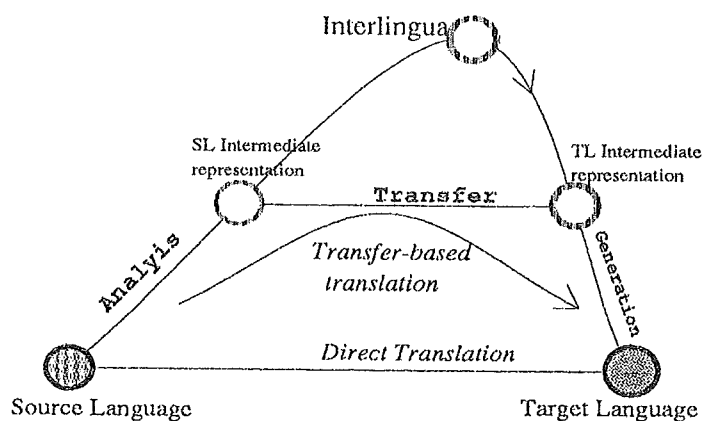 Interlingua
SL Intermediate
representation
TL Intermediate
representation
Transfer
Analyis
Transfer-based
translation
Generation
Direct Translation
Source Language
Target Language